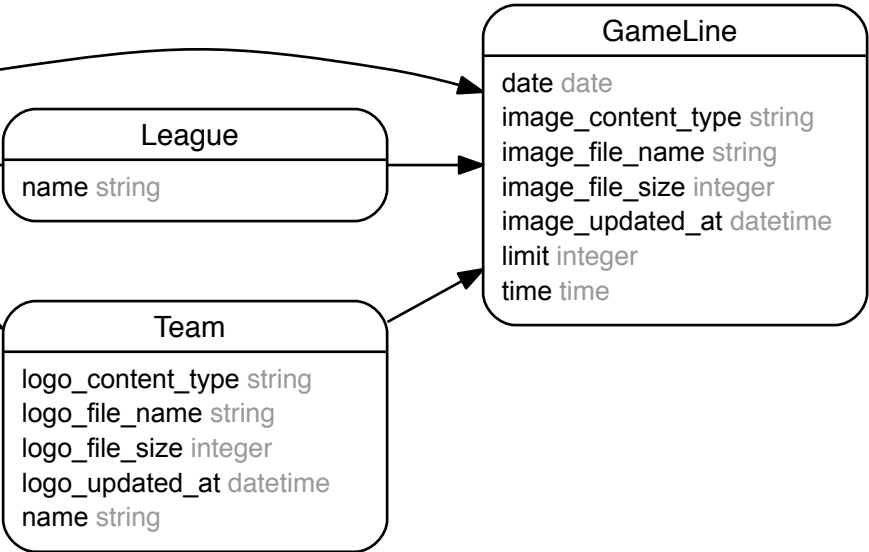 GameLine
date date
image_content_type string
image_file_name string
image_file_size integer
image_updated_at datetime
limit integer
time time
League
name string
Team
logo_content_type string
logo_file_name string
logo_file_size integer
logo_updated_at datetime
name string